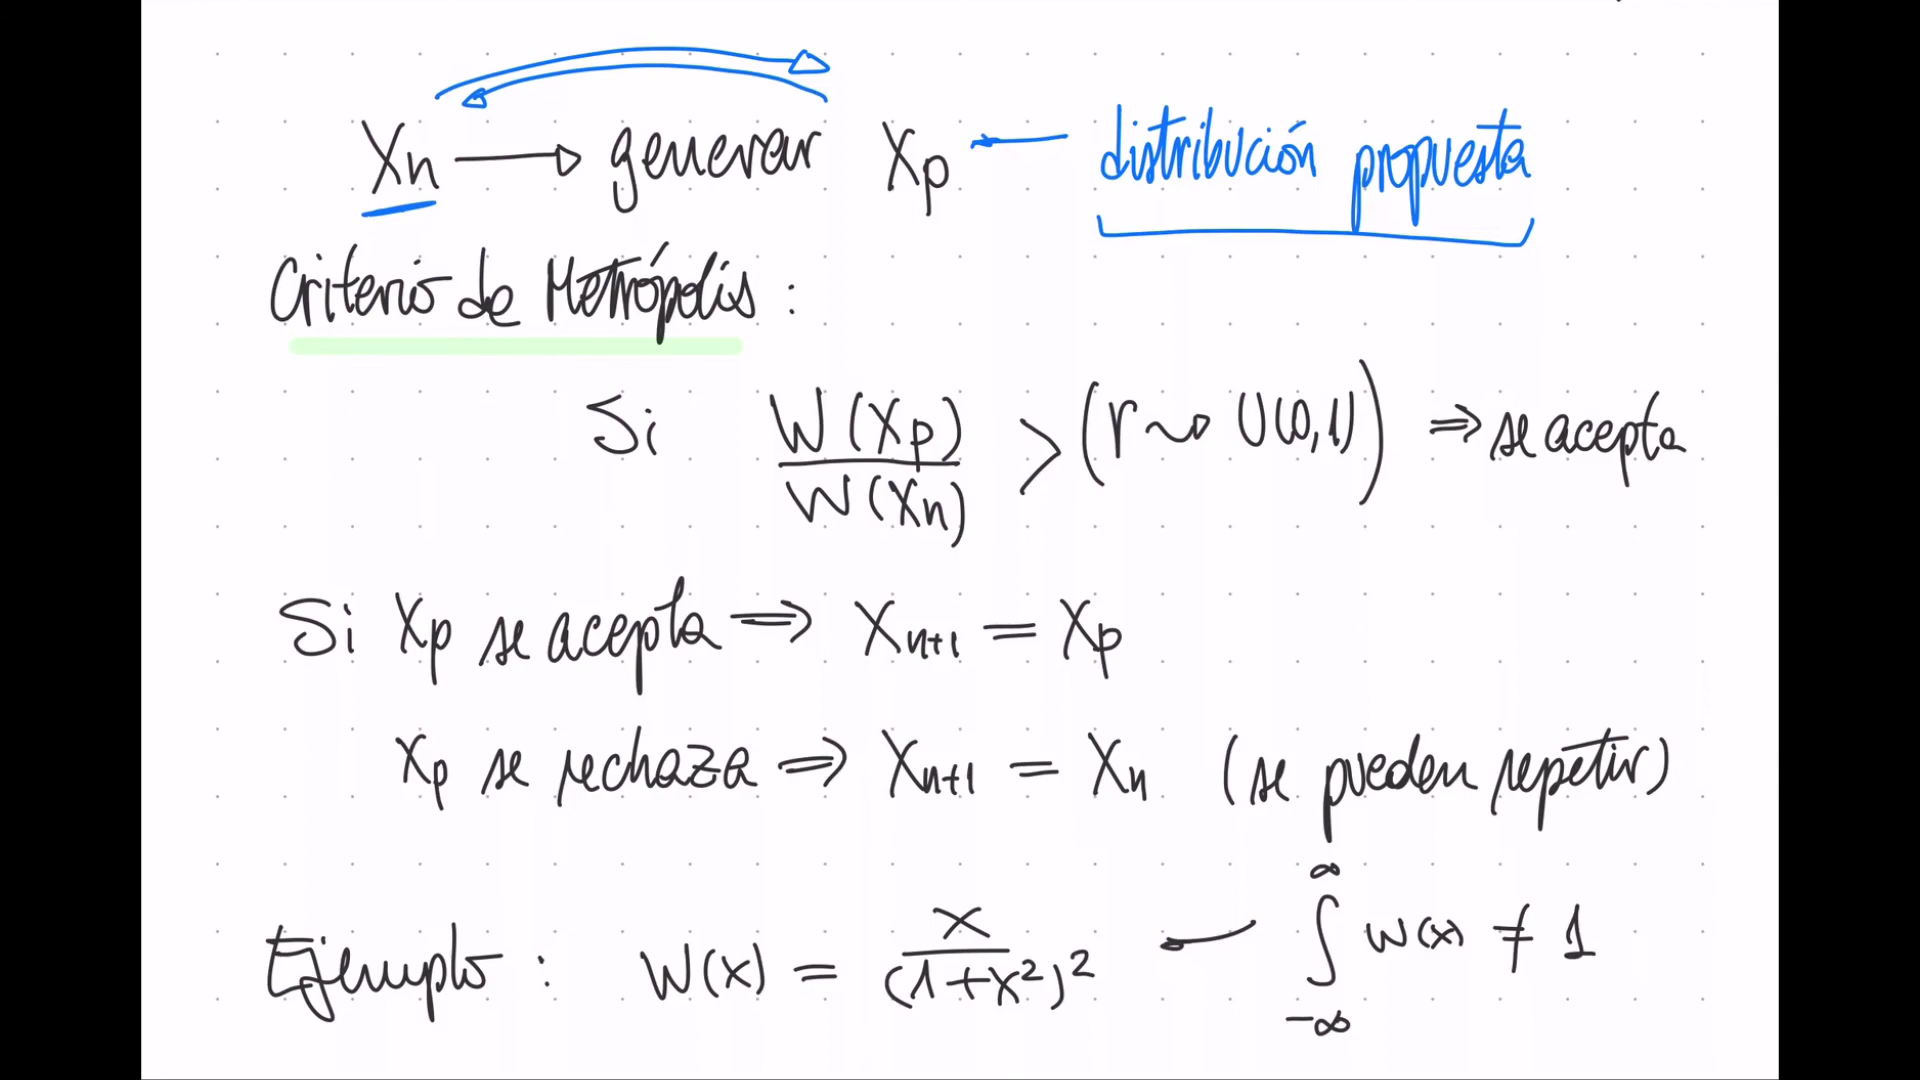 Xn → generar Xp ← distribución propuesta
Criterio de Metrópolis :
Si W(Xp)/W(Xn) > (r ~ U(0,1)) ⇒ se acepta
Si Xp se acepta ⇒ Xn+1 = Xp
Xp se rechaza ⇒ Xn+1 = Xn (se pueden repetir)
Ejemplo : W(x) = x/(1+x²)² ← ∫_{-∞}^{∞} W(x) ≠ 1